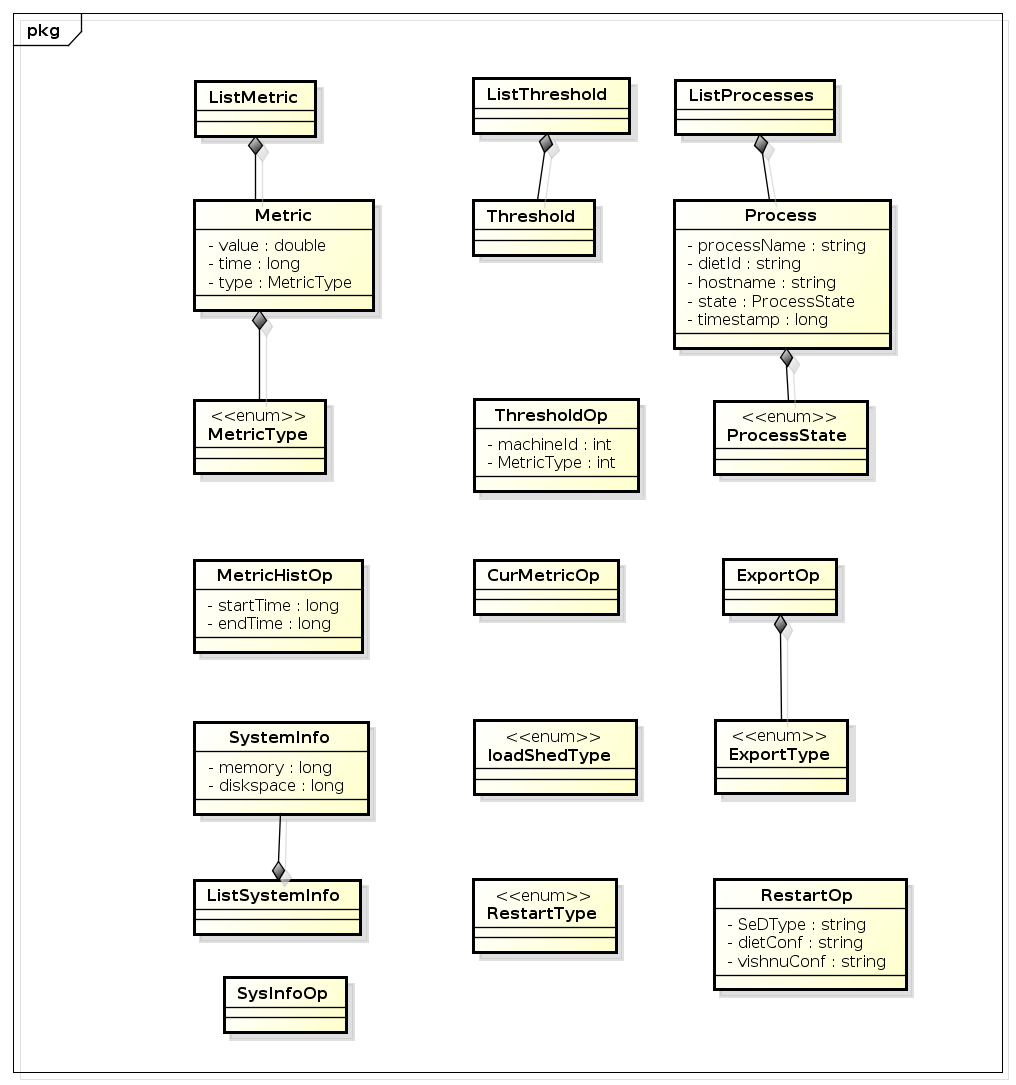 pkg
ListMetric
ListThreshold
ListProcesses
Metric
- value : double
- time : long
- type : MetricType
Threshold
Process
- processName : string
- dietId : string
- hostname : string
- state : ProcessState
- timestamp : long
<<enum>>
MetricType
ThresholdOp
- machineId : int
- MetricType : int
<<enum>>
ProcessState
MetricHistOp
- startTime : long
- endTime : long
CurMetricOp
ExportOp
SystemInfo
- memory : long
- diskspace : long
<<enum>>
loadShedType
<<enum>>
ExportType
ListSystemInfo
<<enum>>
RestartType
RestartOp
- SeDType : string
- dietConf : string
- vishnuConf : string
SysInfoOp